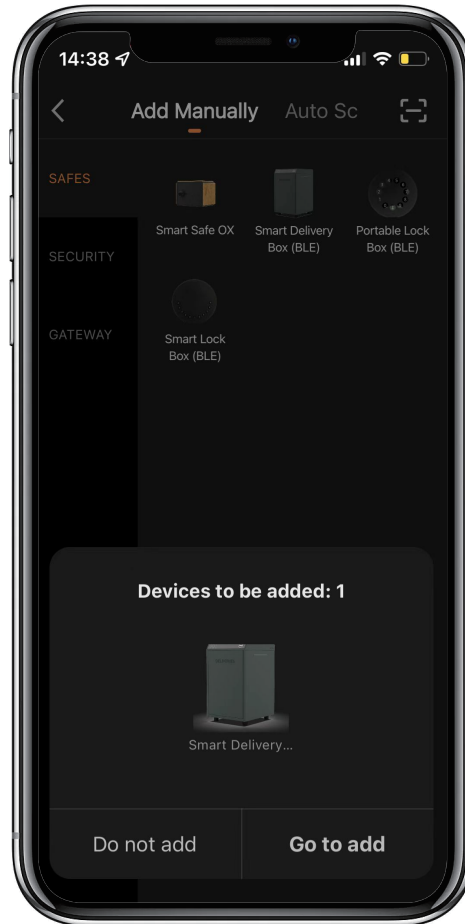 14:38
Add Manually Auto Sc
SAFES
Smart Safe OX
Smart Delivery
Box (BLE)
Portable Lock
Box (BLE)
SECURITY
Smart Lock
Box (BLE)
GATEWAY
Devices to be added: 1
Smart Delivery...
Do not add
Go to add